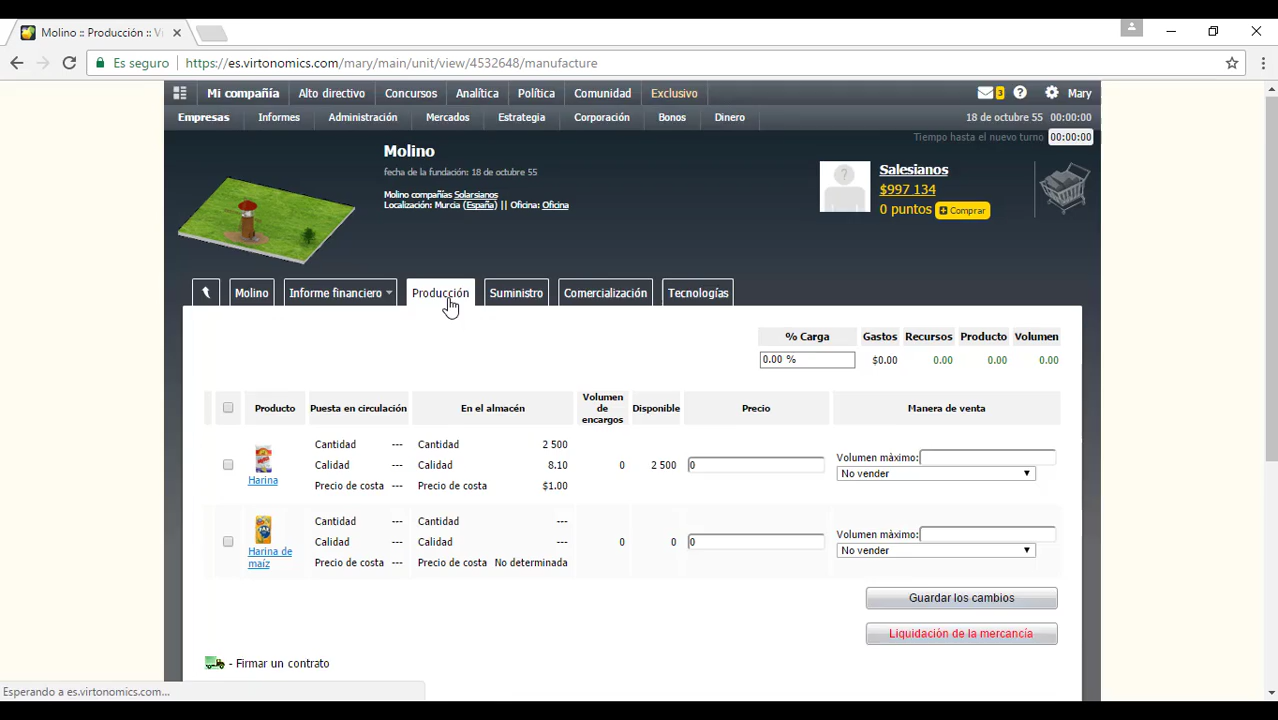 Molino :: Producción :: Vi
Es seguro https://es.virtonomics.com/mary/main/unit/view/4532648/manufacture
Mi compañía Alto directivo Concursos Analítica Política Comunidad Exclusivo 3 Mary
Empresas Informes Administración Mercados Estrategia Corporación Bonos Dinero 18 de octubre 55 00:00:00
Tiempo hasta el nuevo turno 00:00:00
Molino
fecha de la fundación: 18 de octubre 55
Molino compañías Solarsianos
Localización: Murcia (España) || Oficina: Oficina
Salesianos
$997 134
0 puntos Comprar
Molino Informe financiero Producción Suministro Comercialización Tecnologías
% Carga Gastos Recursos Producto Volumen
0.00 % $0.00 0.00 0.00 0.00
Producto Puesta en circulación En el almacén Volumen de encargos Disponible Precio Manera de venta
Cantidad --- Cantidad 2 500
Volumen màximo:
Calidad --- Calidad 8.10 0 2 500 0
No vender
Harina
Precio de costa --- Precio de costa $1.00
Cantidad --- Cantidad ---
Volumen màximo:
Calidad --- Calidad --- 0 0 0
No vender
Harina de maíz
Precio de costa --- Precio de costa No determinada
Guardar los cambios
Liquidación de la mercancía
- Firmar un contrato
Esperando a es.virtonomics.com...